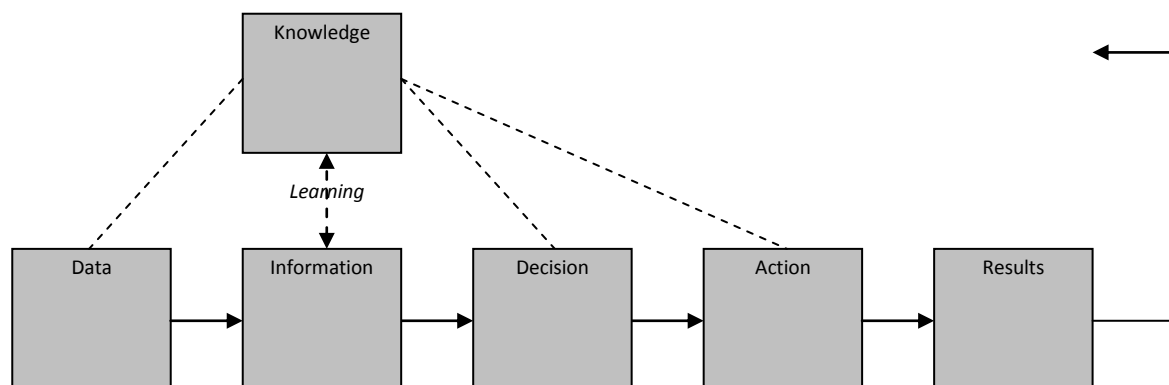 Knowledge
Learning
Data
Information
Decision
Action
Results